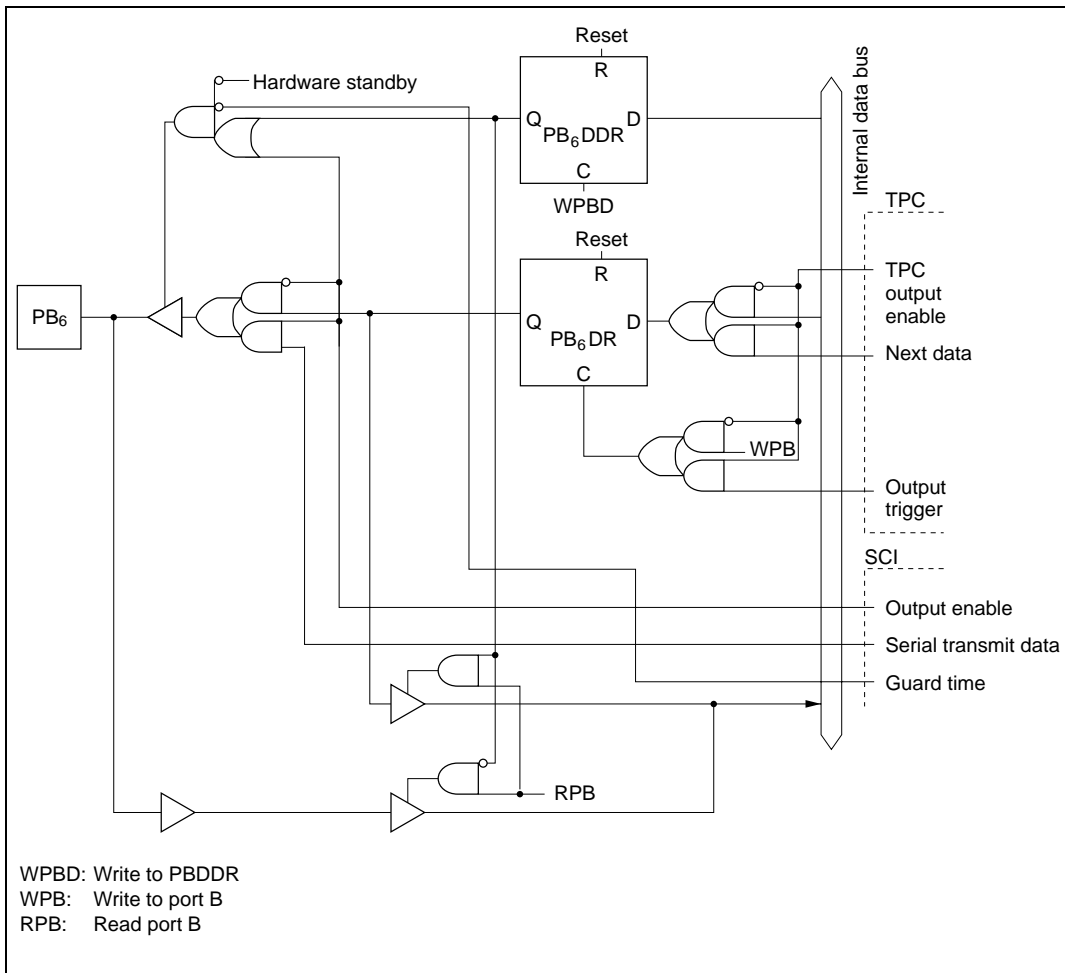 Reset
R
Hardware standby
Q
PB6DDR
D
C
WPBD
Internal data bus
TPC
Reset
R
TPC
output
enable
PB6
Q
PB6DR
D
C
Next data
WPB
Output
trigger
SCI
Output enable
Serial transmit data
Guard time
RPB
WPBD: Write to PBDDR
WPB: Write to port B
RPB: Read port B